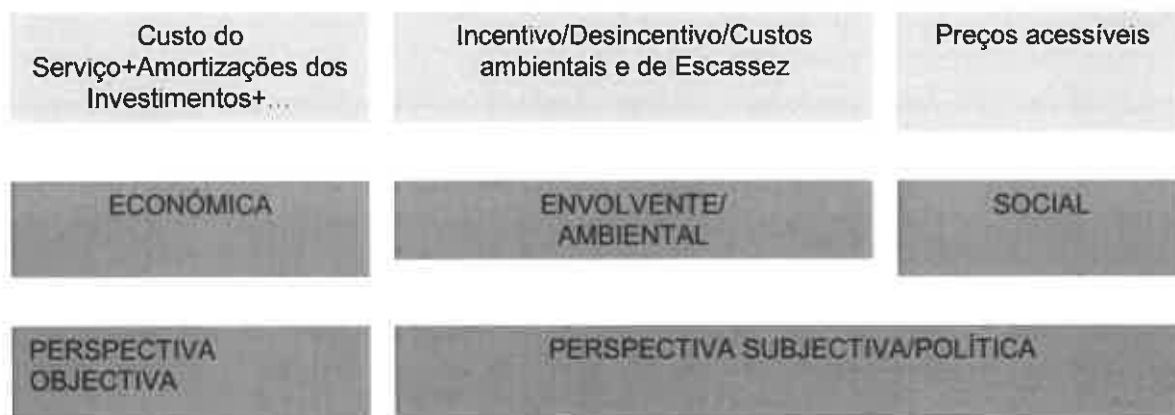 Custo do
Serviço+Amortizações dos
Investimentos+...
Incentivo/Desincentivo/Custos
ambientais e de Escassez
Preços acessíveis
ECONÓMICA
ENVOLVENTE/
AMBIENTAL
SOCIAL
PERSPECTIVA
OBJECTIVA
PERSPECTIVA SUBJECTIVA/POLÍTICA